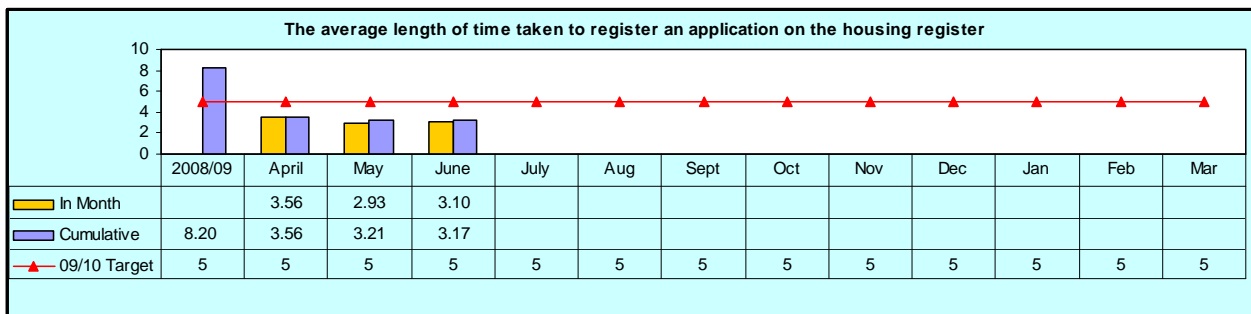 The average length of time taken to register an application on the housing register
10
8
6
4
2
0
2008/09 April May June July Aug Sept Oct Nov Dec Jan Feb Mar
In Month 3.56 2.93 3.10
Cumulative 8.20 3.56 3.21 3.17
09/10 Target 5 5 5 5 5 5 5 5 5 5 5 5 5